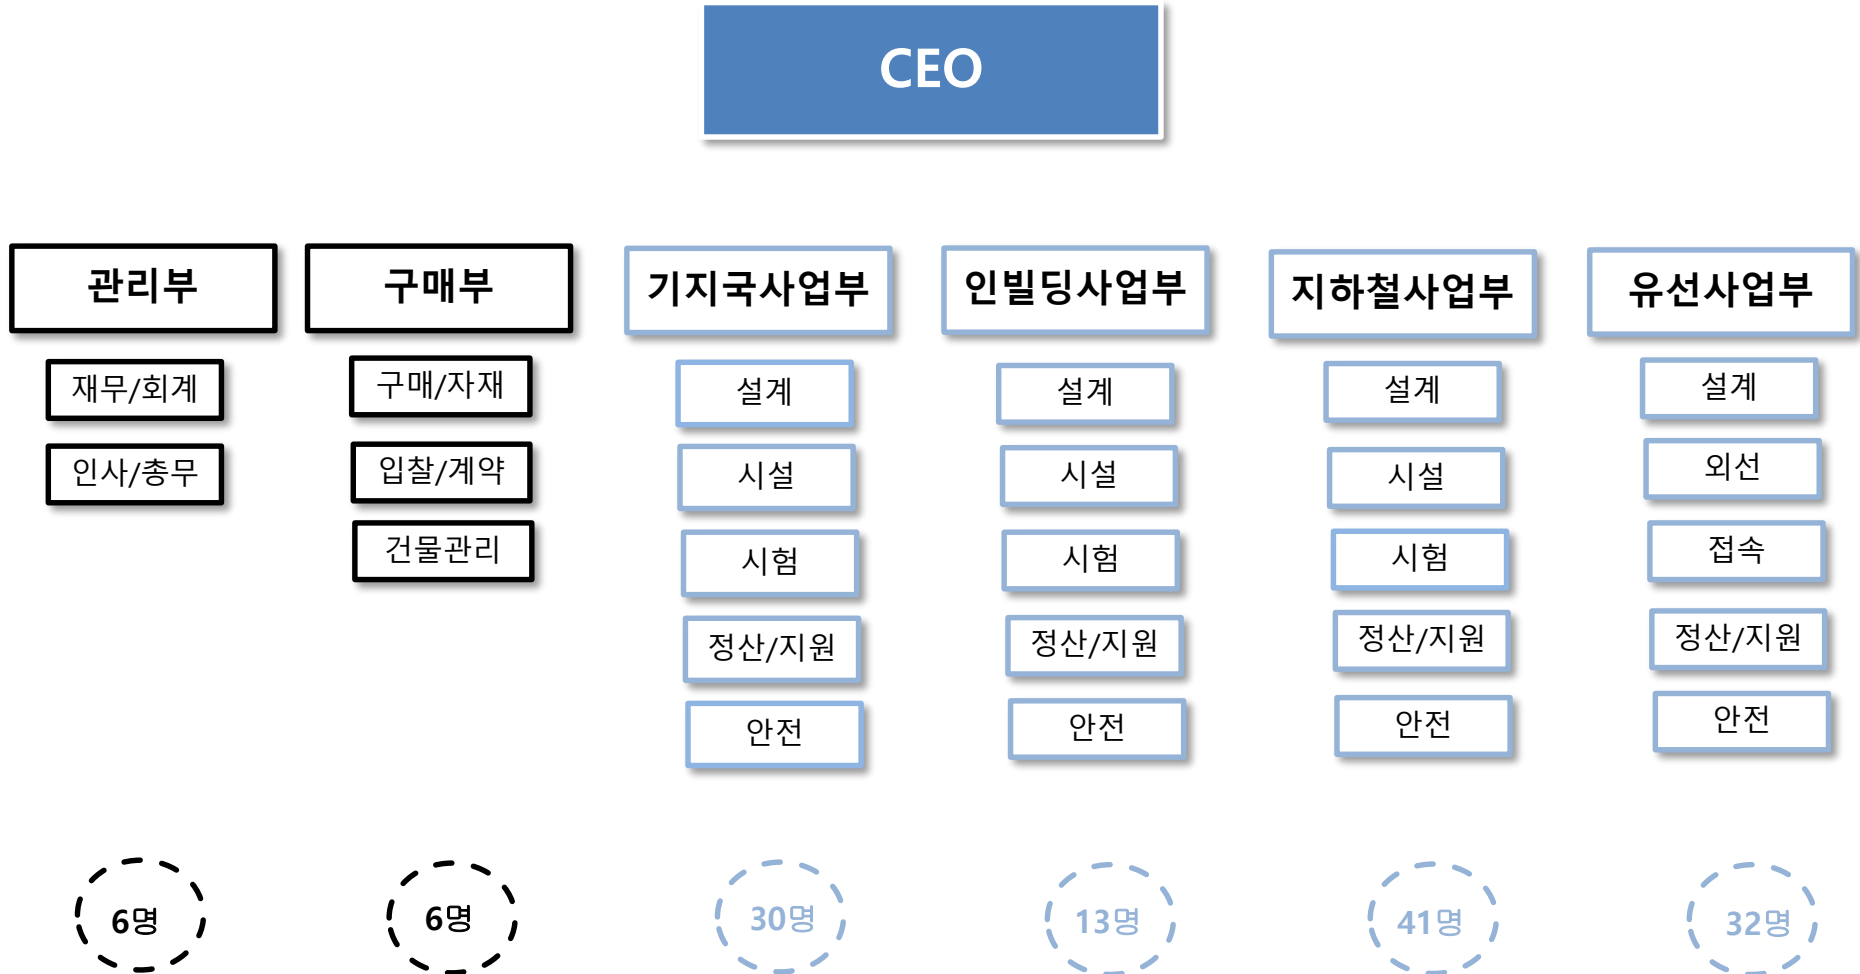 CEO
관리부
구매부
기지국사업부
인빌딩사업부
지하철사업부
유선사업부
재무/회계
인사/총무
구매/자재
입찰/계약
건물관리
설계
시설
시험
정산/지원
안전
설계
시설
시험
정산/지원
안전
설계
시설
시험
정산/지원
안전
설계
외선
접속
정산/지원
안전
6명
6명
30명
13명
41명
32명